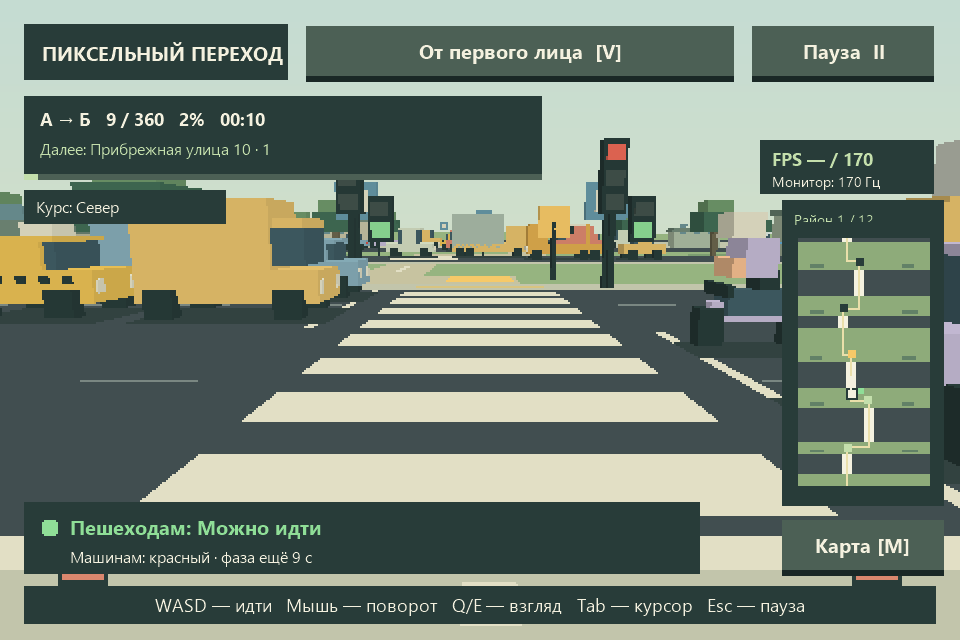 ПИКСЕЛЬНЫЙ ПЕРЕХОД
От первого лица [V]
Пауза II
А → Б 9 / 360 2% 00:10
Далее: Прибрежная улица 10 · 1
FPS — / 170
Монитор: 170 Гц
Курс: Север
Район 1 / 12
Пешеходам: Можно идти
Машинам: красный · фаза ещё 9 с
Карта [M]
WASD — идти Мышь — поворот Q/E — взгляд Tab — курсор Esc — пауза